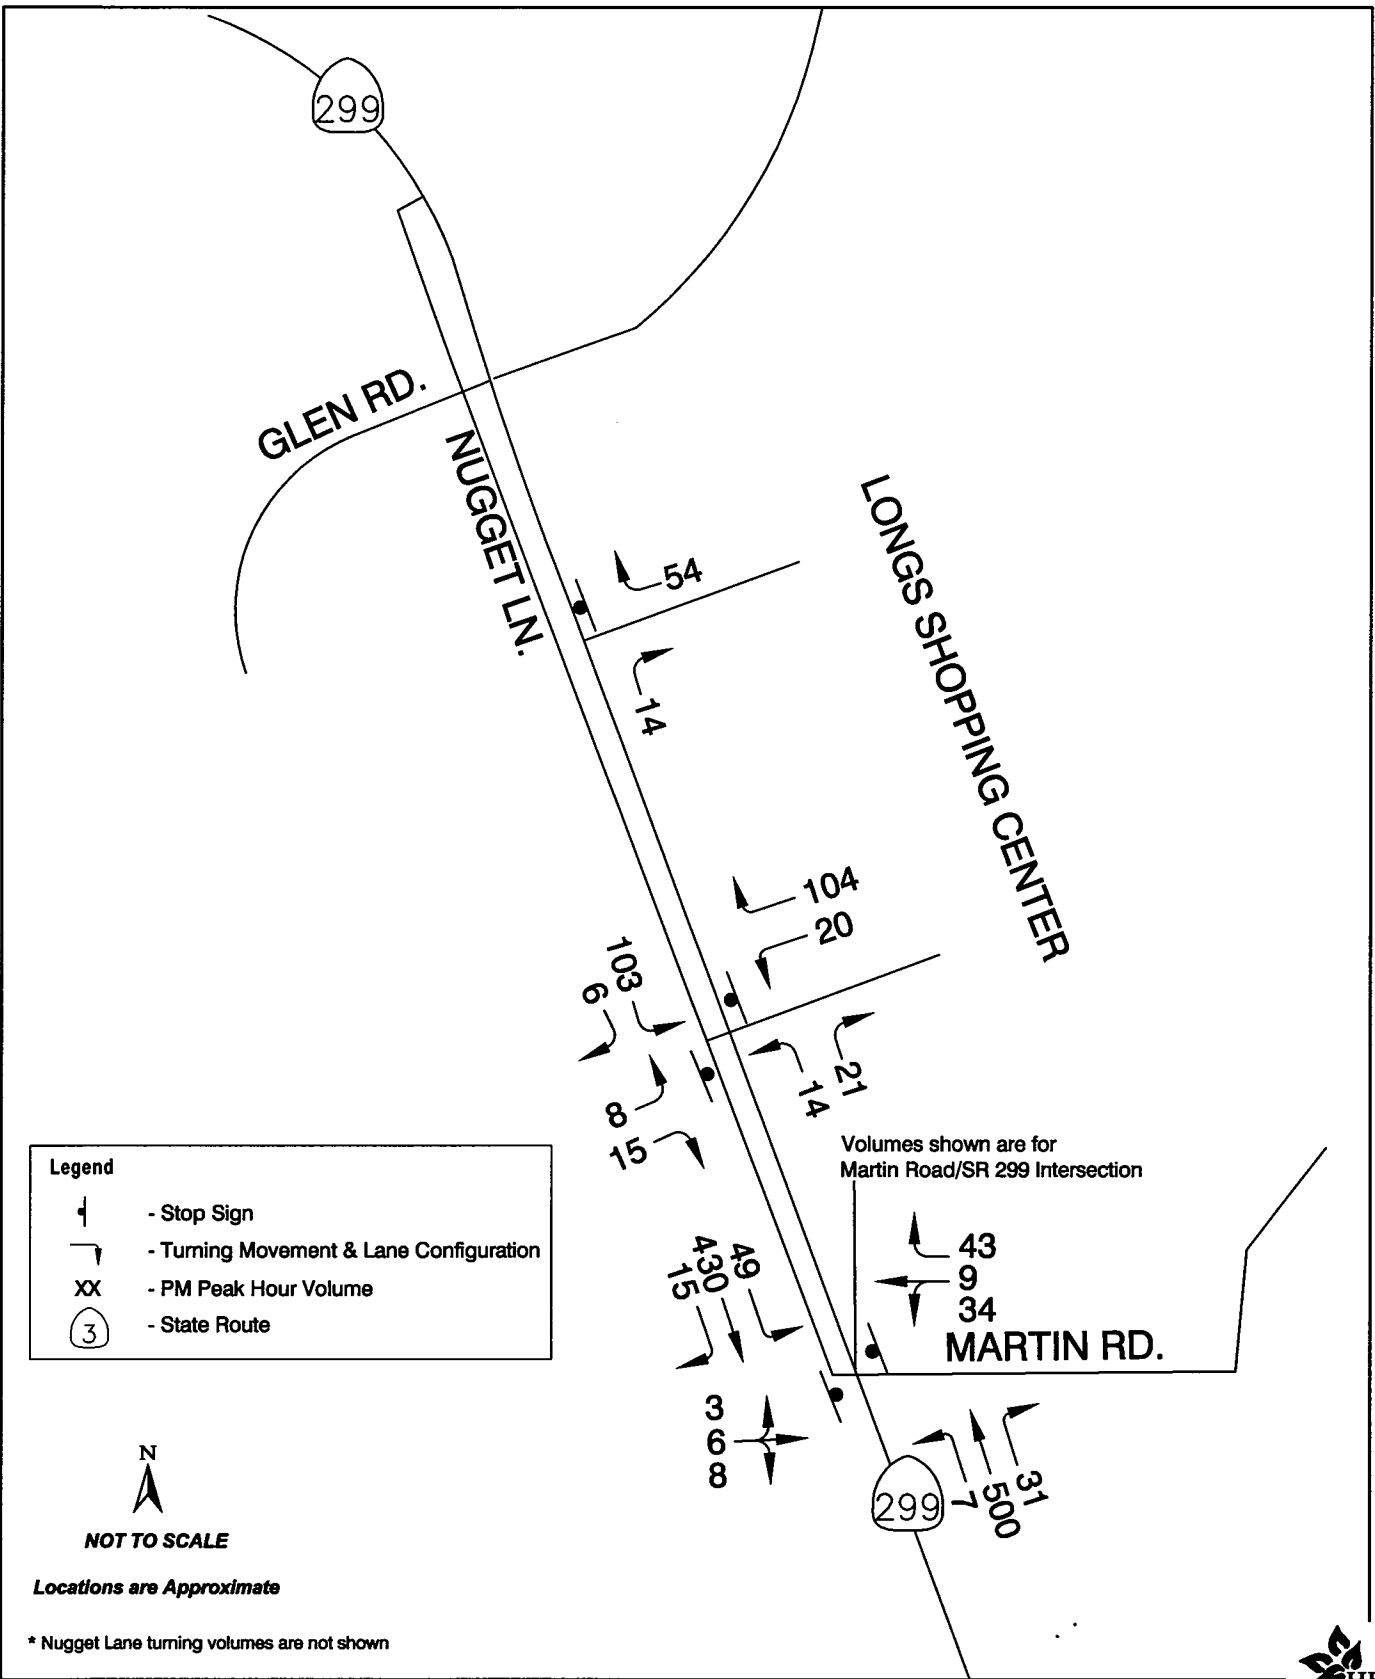 299
GLEN RD.
NUGGET LN.
LONGS SHOPPING CENTER
54
14
104
20
103
6
8
15
21
14
Volumes shown are for
Martin Road/SR 299 Intersection
49
430
15
43
9
34
MARTIN RD.
3
6
8
31
500
7
299
Legend
- Stop Sign
- Turning Movement & Lane Configuration
XX - PM Peak Hour Volume
3 - State Route
N
NOT TO SCALE
Locations are Approximate
* Nugget Lane turning volumes are not shown